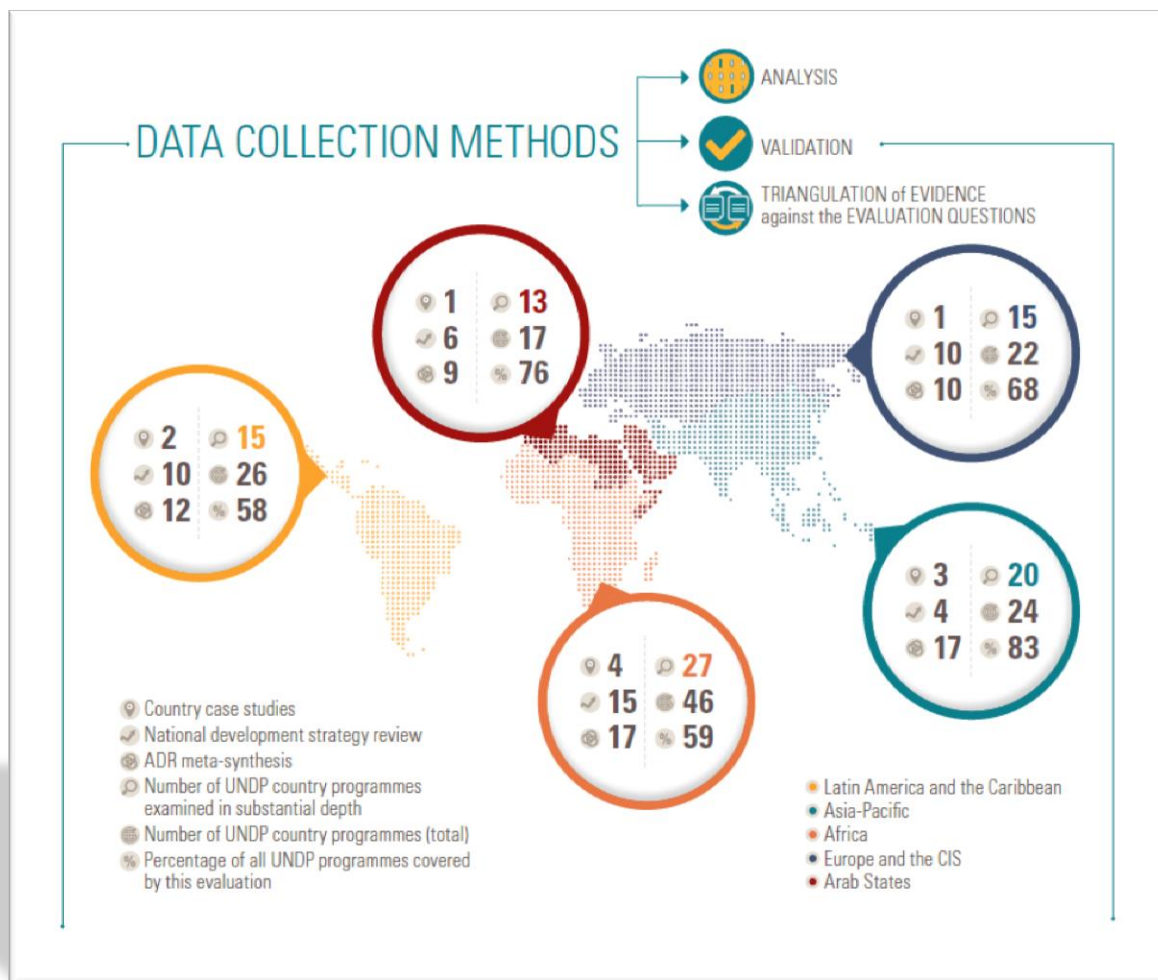 DATA COLLECTION METHODS
ANALYSIS
VALIDATION
TRIANGULATION of EVIDENCE
against the EVALUATION QUESTIONS
1 13
6 17
9 % 76
1 15
10 22
10 % 68
2 15
10 26
12 % 58
3 20
4 24
17 % 83
4 27
15 46
17 % 59
Country case studies
National development strategy review
ADR meta-synthesis
Number of UNDP country programmes
examined in substantial depth
Number of UNDP country programmes (total)
% Percentage of all UNDP programmes covered
by this evaluation
Latin America and the Caribbean
Asia-Pacific
Africa
Europe and the CIS
Arab States